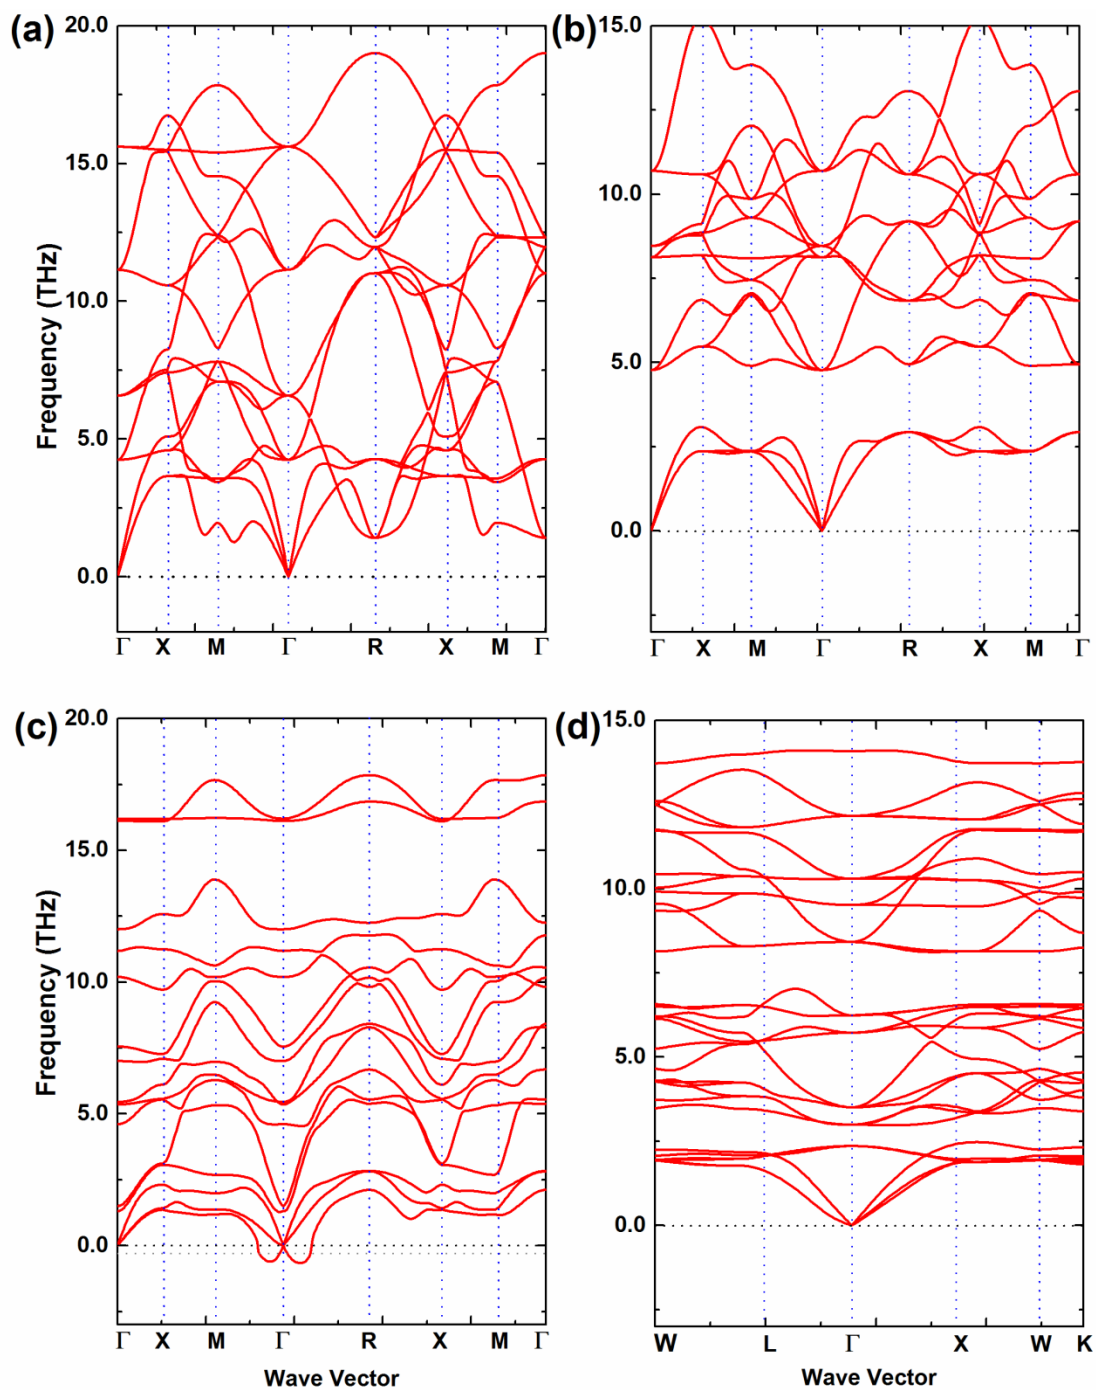 (a)
20.0
15.0
10.0
5.0
0.0
Frequency (THz)
Γ X M Γ R X M Γ
(b)
15.0
10.0
5.0
0.0
Γ X M Γ R X M Γ
(c)
20.0
15.0
10.0
5.0
0.0
Frequency (THz)
Γ X M Γ R X M Γ
Wave Vector
(d)
15.0
10.0
5.0
0.0
W L Γ X W K
Wave Vector